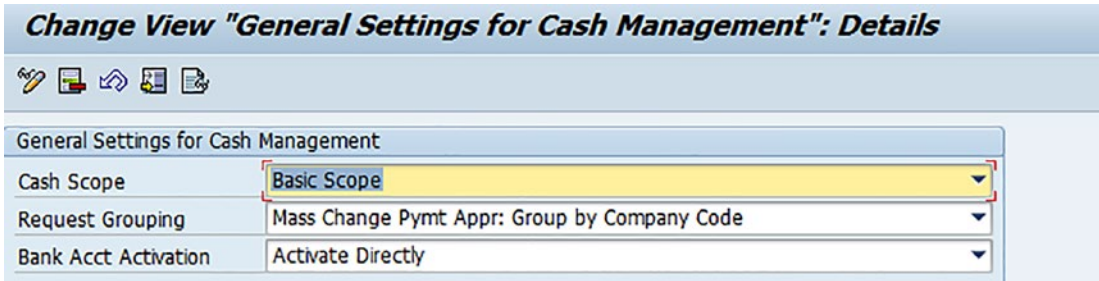 Change View "General Settings for Cash Management": Details
General Settings for Cash Management
Cash Scope Basic Scope
Request Grouping Mass Change Pymt Appr: Group by Company Code
Bank Acct Activation Activate Directly